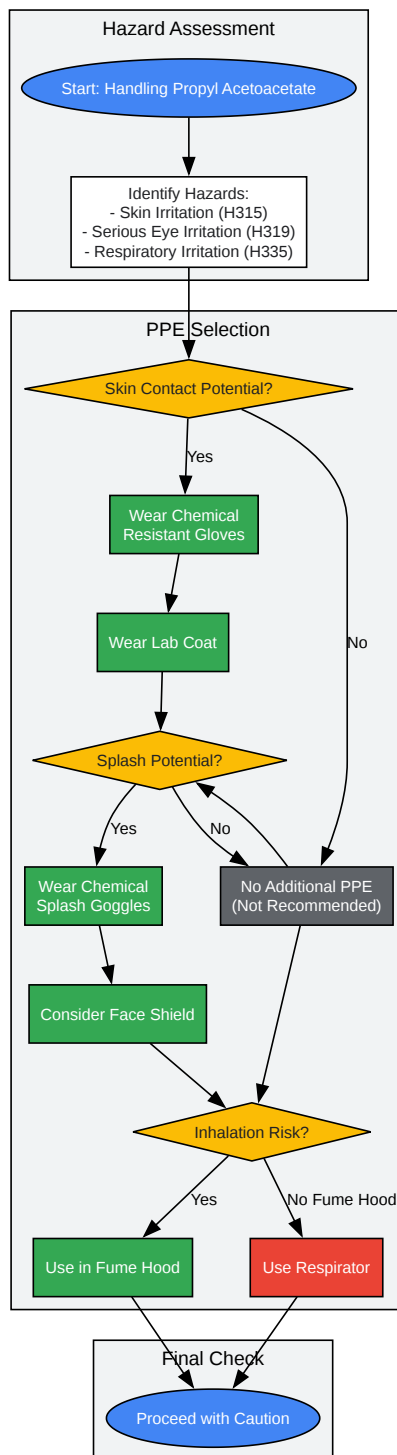 Hazard Assessment
Start: Handling Propyl Acetoacetate
Identify Hazards:
- Skin Irritation (H315)
- Serious Eye Irritation (H319)
- Respiratory Irritation (H335)
PPE Selection
Skin Contact Potential?
Yes
Wear Chemical
Resistant Gloves
Wear Lab Coat
No
Splash Potential?
Yes
No
Wear Chemical
Splash Goggles
No Additional PPE
(Not Recommended)
Consider Face Shield
Inhalation Risk?
Yes
No Fume Hood
Use in Fume Hood
Use Respirator
Final Check
Proceed with Caution